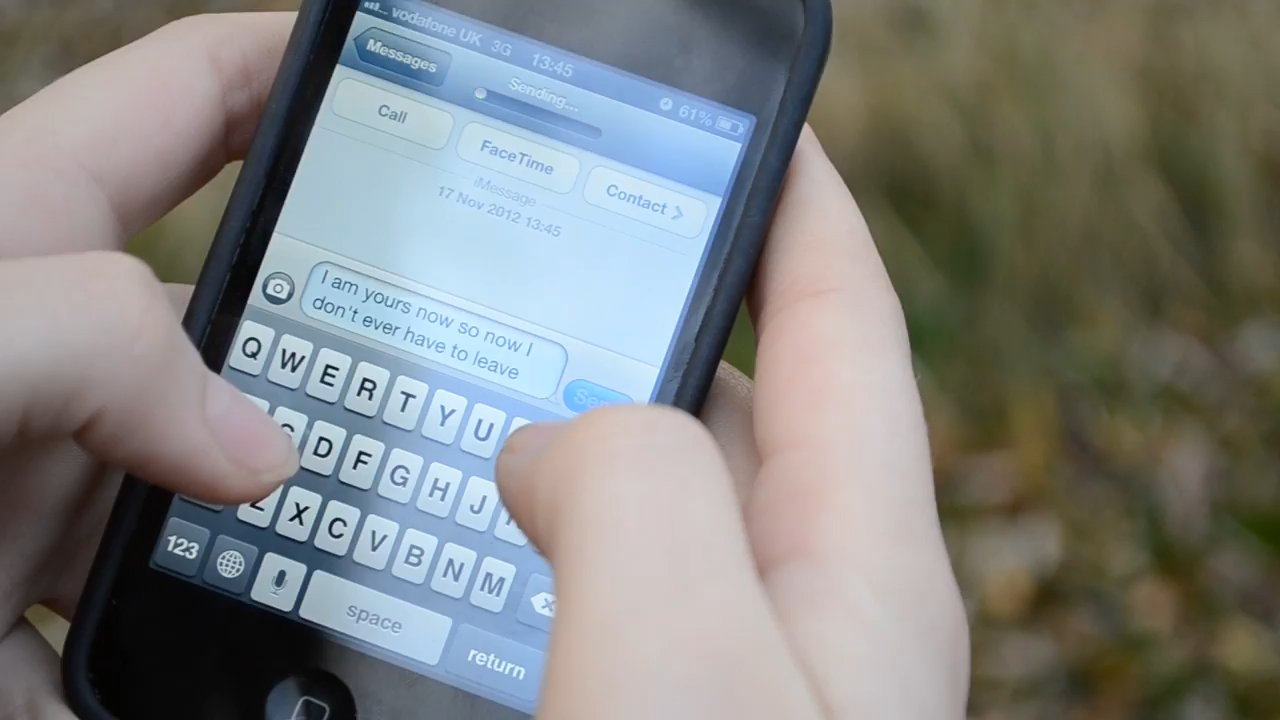 vodafone UK 3G 13:45 61%
Messages
Sending...
Call
FaceTime
Contact
iMessage
17 Nov 2012 13:45
I am yours now so now I
don't ever have to leave
Q W E R T Y U
D F G H J
Z X C V B N M
123
space
return